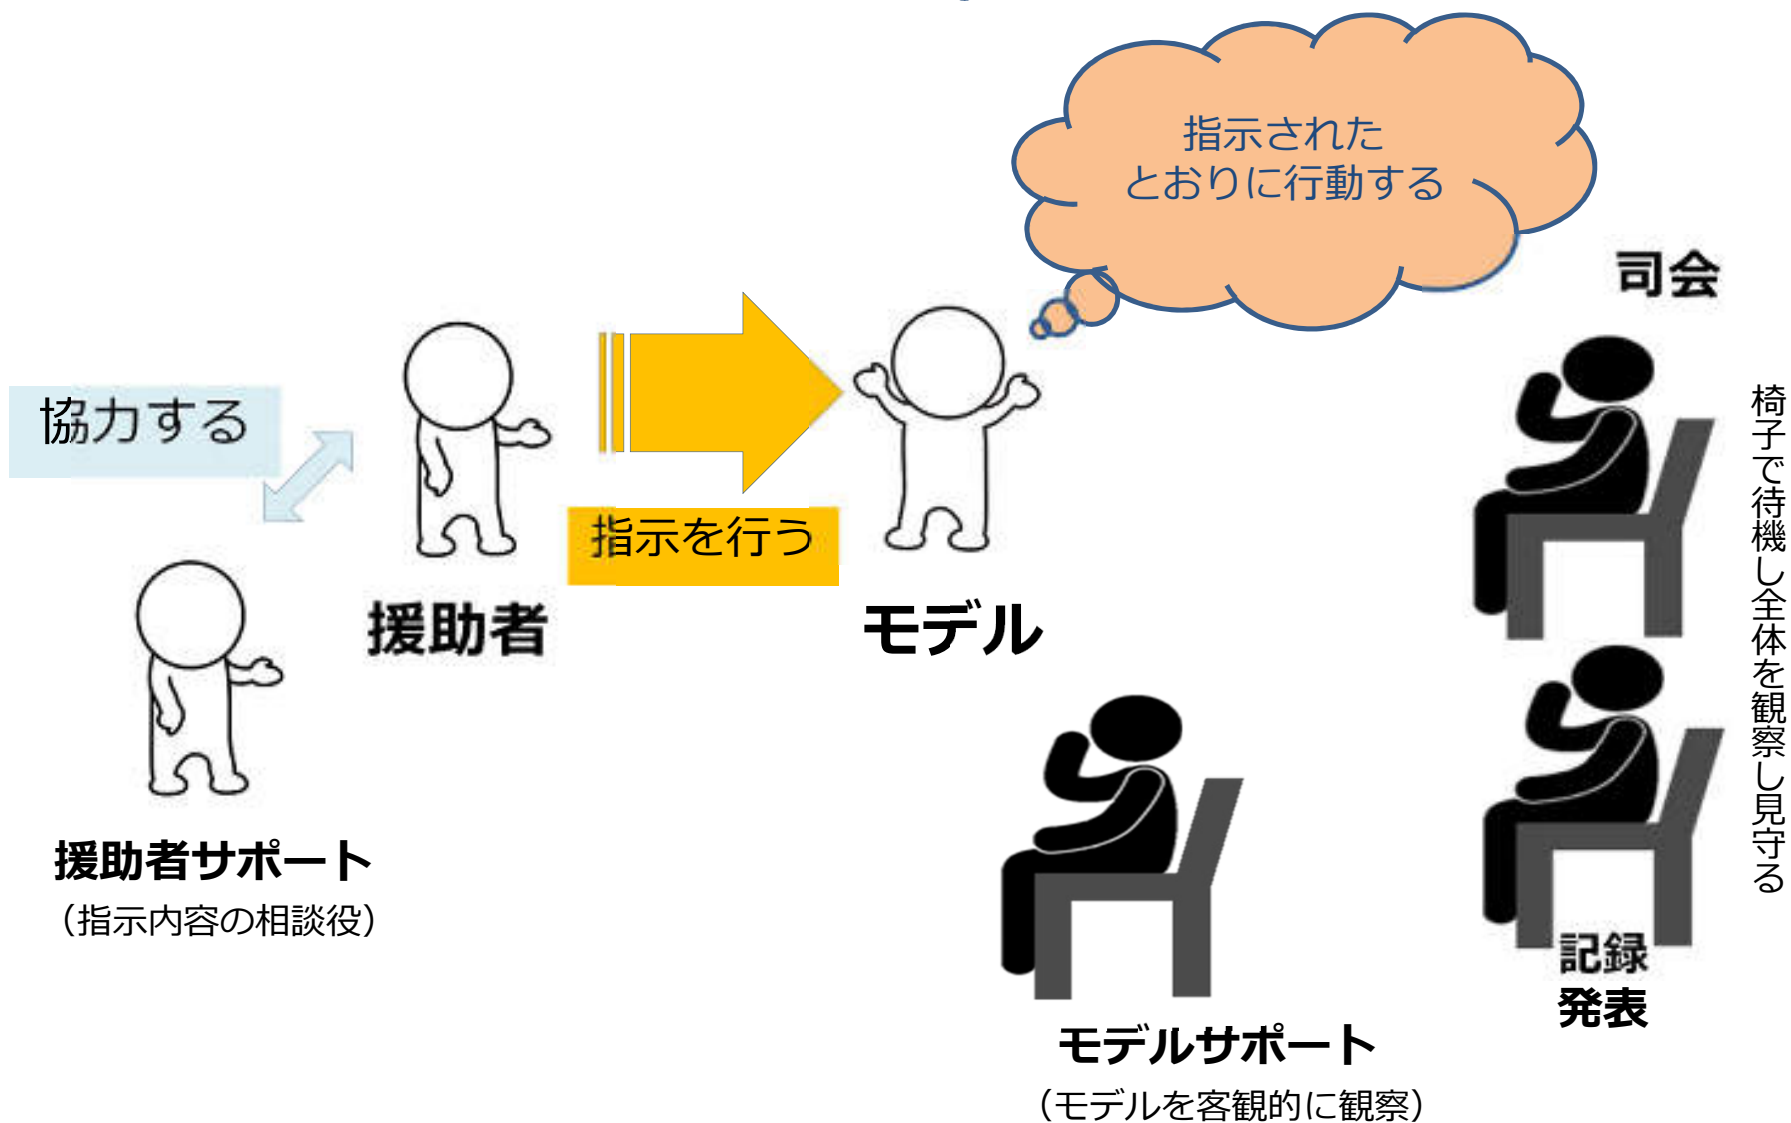 指示された
とおりに行動する
司会
協力する
指示を行う
援助者
モデル
椅子で待機し全体を観察し見守る
援助者サポート
（指示内容の相談役）
記録
発表
モデルサポート
（モデルを客観的に観察）